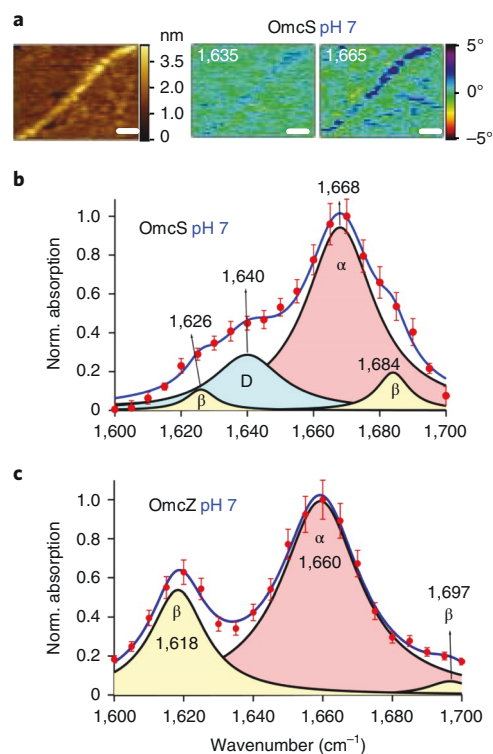 a
nm
3.5
3.0
2.0
1.0
0
OmcS pH 7
1,635
1,665
5°
0°
–5°
b
OmcS pH 7
Norm. absorption
1.0
0.8
0.6
0.4
0.2
0
1,668
α
1,640
D
1,626
β
1,684
β
1,600
1,620
1,640
1,660
1,680
1,700
c
OmcZ pH 7
Norm. absorption
1.0
0.8
0.6
0.4
0.2
0
α
1,660
β
1,618
1,697
β
1,600
1,620
1,640
1,660
1,680
1,700
Wavenumber (cm⁻¹)